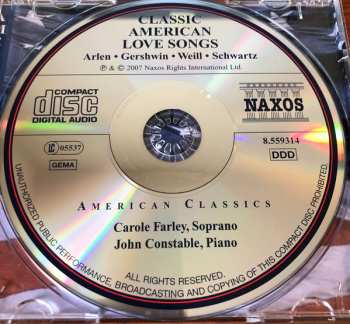 CLASSIC
AMERICAN
LOVE SONGS
Arlen • Gershwin • Weill • Schwartz
℗ & © 2007 Naxos Rights International Ltd.
COMPACT
disc
DIGITAL AUDIO
NAXOS
LC 05537
GEMA
8.559314
DDD
AMERICAN CLASSICS
Carole Farley, Soprano
John Constable, Piano
ALL RIGHTS RESERVED.
UNAUTHORIZED PUBLIC PERFORMANCE, BROADCASTING AND COPYING OF THIS COMPACT DISC PROHIBITED.